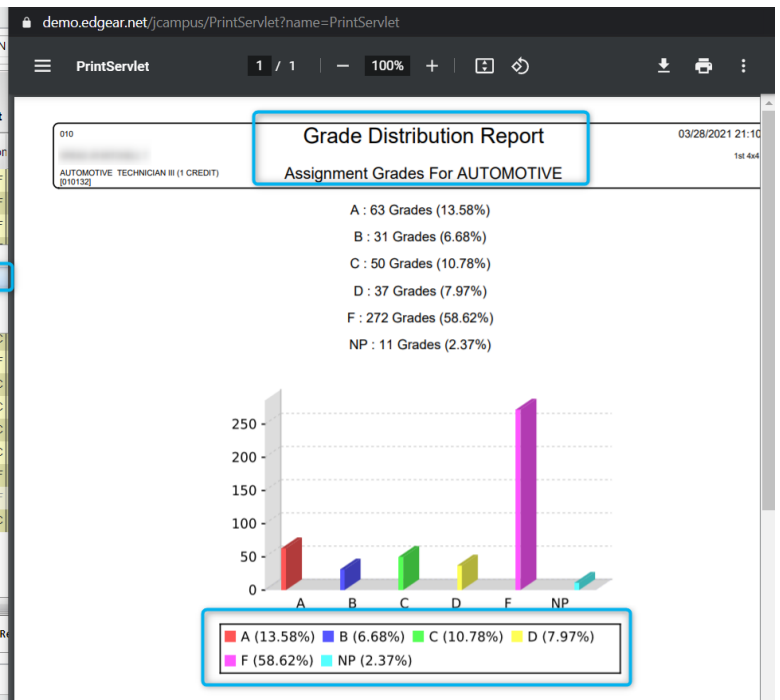 demo.edgear.net/jcampus/PrintServlet?name=PrintServlet
PrintServlet
1 / 1
100%
010
Grade Distribution Report
03/28/2021 21:10
1st 4x4
AUTOMOTIVE TECHNICIAN III (1 CREDIT)
[010132]
Assignment Grades For AUTOMOTIVE
A : 63 Grades (13.58%)
B : 31 Grades (6.68%)
C : 50 Grades (10.78%)
D : 37 Grades (7.97%)
F : 272 Grades (58.62%)
NP : 11 Grades (2.37%)
250
200
150
100
50
0
A B C D F NP
A (13.58%) B (6.68%) C (10.78%) D (7.97%)
F (58.62%) NP (2.37%)